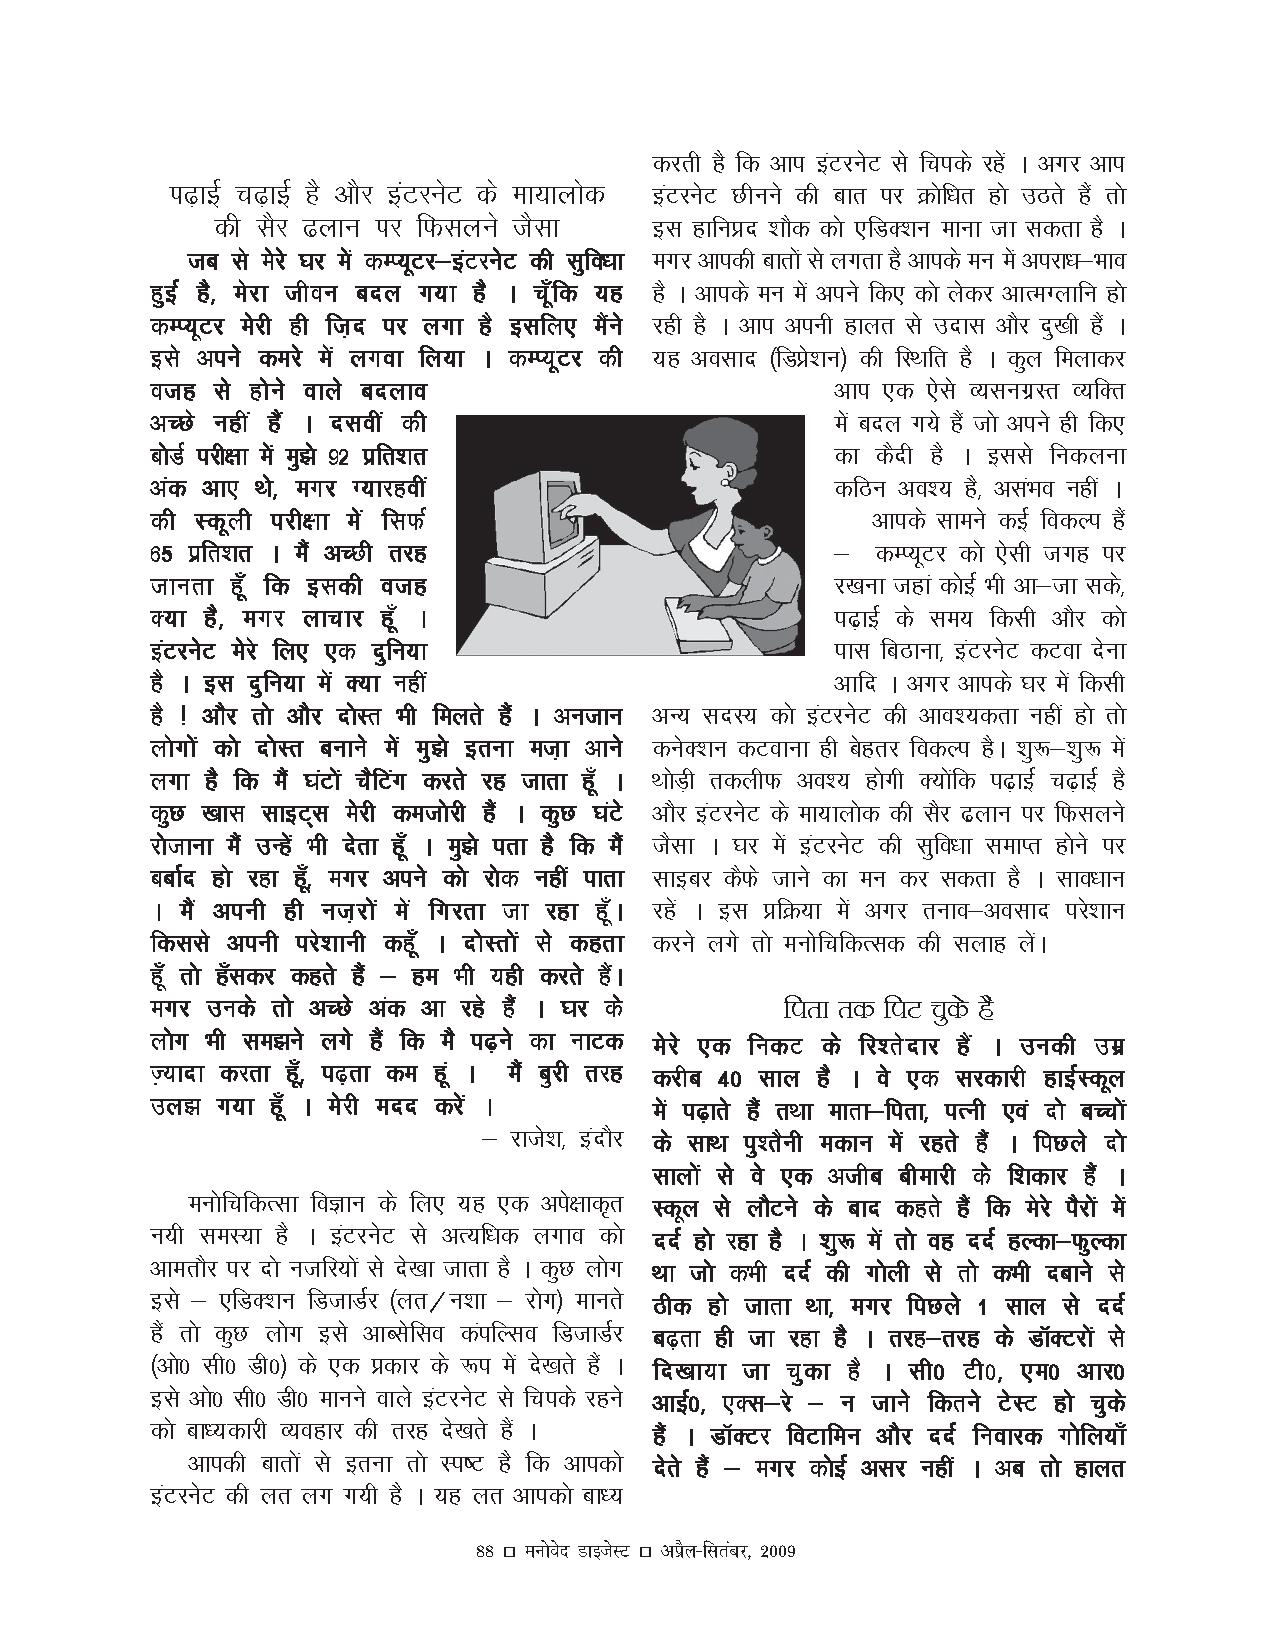 पढ़ाई चढ़ाई है और इंटरनेट के मायालोक
की सैर ढलान पर फिसलने जैसा
जब से मेरे घर में कम्प्यूटर–इंटरनेट की सुविधा
हुई है, मेरा जीवन बदल गया है । चूँकि यह
कम्प्यूटर मेरी ही ज़िद पर लगा है इसलिए मैंने
इसे अपने कमरे में लगवा लिया । कम्प्यूटर की
वजह से होने वाले बदलाव
अच्छे नहीं हैं । दसवीं की
बोर्ड परीक्षा में मुझे 92 प्रतिशत
अंक आए थे, मगर ग्यारहवीं
की स्कूली परीक्षा में सिर्फ
65 प्रतिशत । मैं अच्छी तरह
जानता हूँ कि इसकी वजह
क्या है, मगर लाचार हूँ ।
इंटरनेट मेरे लिए एक दुनिया
है । इस दुनिया में क्या नहीं
है ! और तो और दोस्त भी मिलते हैं । अनजान
लोगों को दोस्त बनाने में मुझे इतना मज़ा आने
लगा है कि मैं घंटों चैटिंग करते रह जाता हूँ ।
कुछ खास साइट्स मेरी कमजोरी हैं । कुछ घंटे
रोजाना मैं उन्हें भी देता हूँ । मुझे पता है कि मैं
बर्बाद हो रहा हूँ, मगर अपने को रोक नहीं पाता
। मैं अपनी ही नज़रों में गिरता जा रहा हूँ।
किससे अपनी परेशानी कहूँ । दोस्तों से कहता
हूँ तो हँसकर कहते हैं – हम भी यही करते हैं।
मगर उनके तो अच्छे अंक आ रहे हैं । घर के
लोग भी समझने लगे हैं कि मै पढ़ने का नाटक
ज़्यादा करता हूँ, पढ़ता कम हूं । मैं बुरी तरह
उलझ गया हूँ । मेरी मदद करें ।
– राजेश, इंदौर
मनोचिकित्सा विज्ञान के लिए यह एक अपेक्षाकृत
नयी समस्या है । इंटरनेट से अत्यधिक लगाव को
आमतौर पर दो नजरियों से देखा जाता है । कुछ लोग
इसे – एडिक्शन डिजार्डर (लत/नशा – रोग) मानते
हैं तो कुछ लोग इसे आब्सेसिव कंपल्सिव डिजार्डर
(ओ0 सी0 डी0) के एक प्रकार के रूप में देखते हैं ।
इसे ओ0 सी0 डी0 मानने वाले इंटरनेट से चिपके रहने
को बाध्यकारी व्यवहार की तरह देखते हैं ।
आपकी बातों से इतना तो स्पष्ट है कि आपको
इंटरनेट की लत लग गयी है । यह लत आपको बाध्य
करती है कि आप इंटरनेट से चिपके रहें । अगर आप
इंटरनेट छीनने की बात पर क्रोधित हो उठते हैं तो
इस हानिप्रद शौक को एडिक्शन माना जा सकता है ।
मगर आपकी बातों से लगता है आपके मन में अपराध–भाव
है । आपके मन में अपने किए को लेकर आत्मग्लानि हो
रही है । आप अपनी हालत से उदास और दुखी हैं ।
यह अवसाद (डिप्रेशन) की स्थिति है । कुल मिलाकर
आप एक ऐसे व्यसनग्रस्त व्यक्ति
में बदल गये हैं जो अपने ही किए
का कैदी है । इससे निकलना
कठिन अवश्य है, असंभव नहीं ।
आपके सामने कई विकल्प हैं
– कम्प्यूटर को ऐसी जगह पर
रखना जहां कोई भी आ–जा सके,
पढ़ाई के समय किसी और को
पास बिठाना, इंटरनेट कटवा देना
आदि । अगर आपके घर में किसी
अन्य सदस्य को इंटरनेट की आवश्यकता नहीं हो तो
कनेक्शन कटवाना ही बेहतर विकल्प है। शुरू–शुरू में
थोड़ी तकलीफ अवश्य होगी क्योंकि पढ़ाई चढ़ाई है
और इंटरनेट के मायालोक की सैर ढलान पर फिसलने
जैसा । घर में इंटरनेट की सुविधा समाप्त होने पर
साइबर कैफे जाने का मन कर सकता है । सावधान
रहें । इस प्रक्रिया में अगर तनाव–अवसाद परेशान
करने लगे तो मनोचिकित्सक की सलाह लें।
पिता तक पिट चुके हैं
मेरे एक निकट के रिश्तेदार हैं । उनकी उम्र
करीब 40 साल है । वे एक सरकारी हाईस्कूल
में पढ़ाते हैं तथा माता–पिता, पत्नी एवं दो बच्चों
के साथ पुश्तैनी मकान में रहते हैं । पिछले दो
सालों से वे एक अजीब बीमारी के शिकार हैं ।
स्कूल से लौटने के बाद कहते हैं कि मेरे पैरों में
दर्द हो रहा है । शुरू में तो वह दर्द हल्का–फुल्का
था जो कभी दर्द की गोली से तो कभी दबाने से
ठीक हो जाता था, मगर पिछले 1 साल से दर्द
बढ़ता ही जा रहा है । तरह–तरह के डॉक्टरों से
दिखाया जा चुका है । सी0 टी0, एम0 आर0
आई0, एक्स–रे – न जाने कितने टेस्ट हो चुके
हैं । डॉक्टर विटामिन और दर्द निवारक गोलियाँ
देते हैं – मगर कोई असर नहीं । अब तो हालत
88 □ मनोवेद डाइजेस्ट □ अप्रैल-सितंबर, 2009